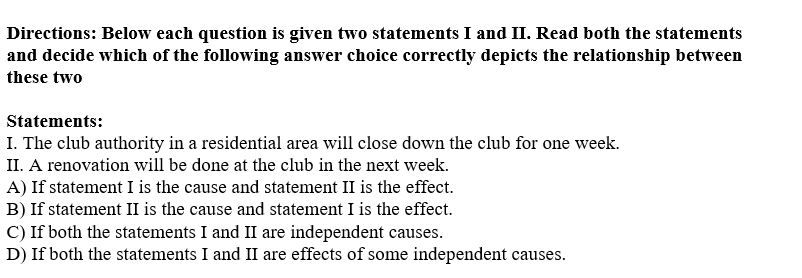 Directions: Below each question is given two statements I and II. Read both the statements
and decide which of the following answer choice correctly depicts the relationship between
these two
Statements:
I. The club authority in a residential area will close down the club for one week.
II. A renovation will be done at the club in the next week.
A) If statement I is the cause and statement II is the effect.
B) If statement II is the cause and statement I is the effect.
C) If both the statements I and II are independent causes.
D) If both the statements I and II are effects of some independent causes.